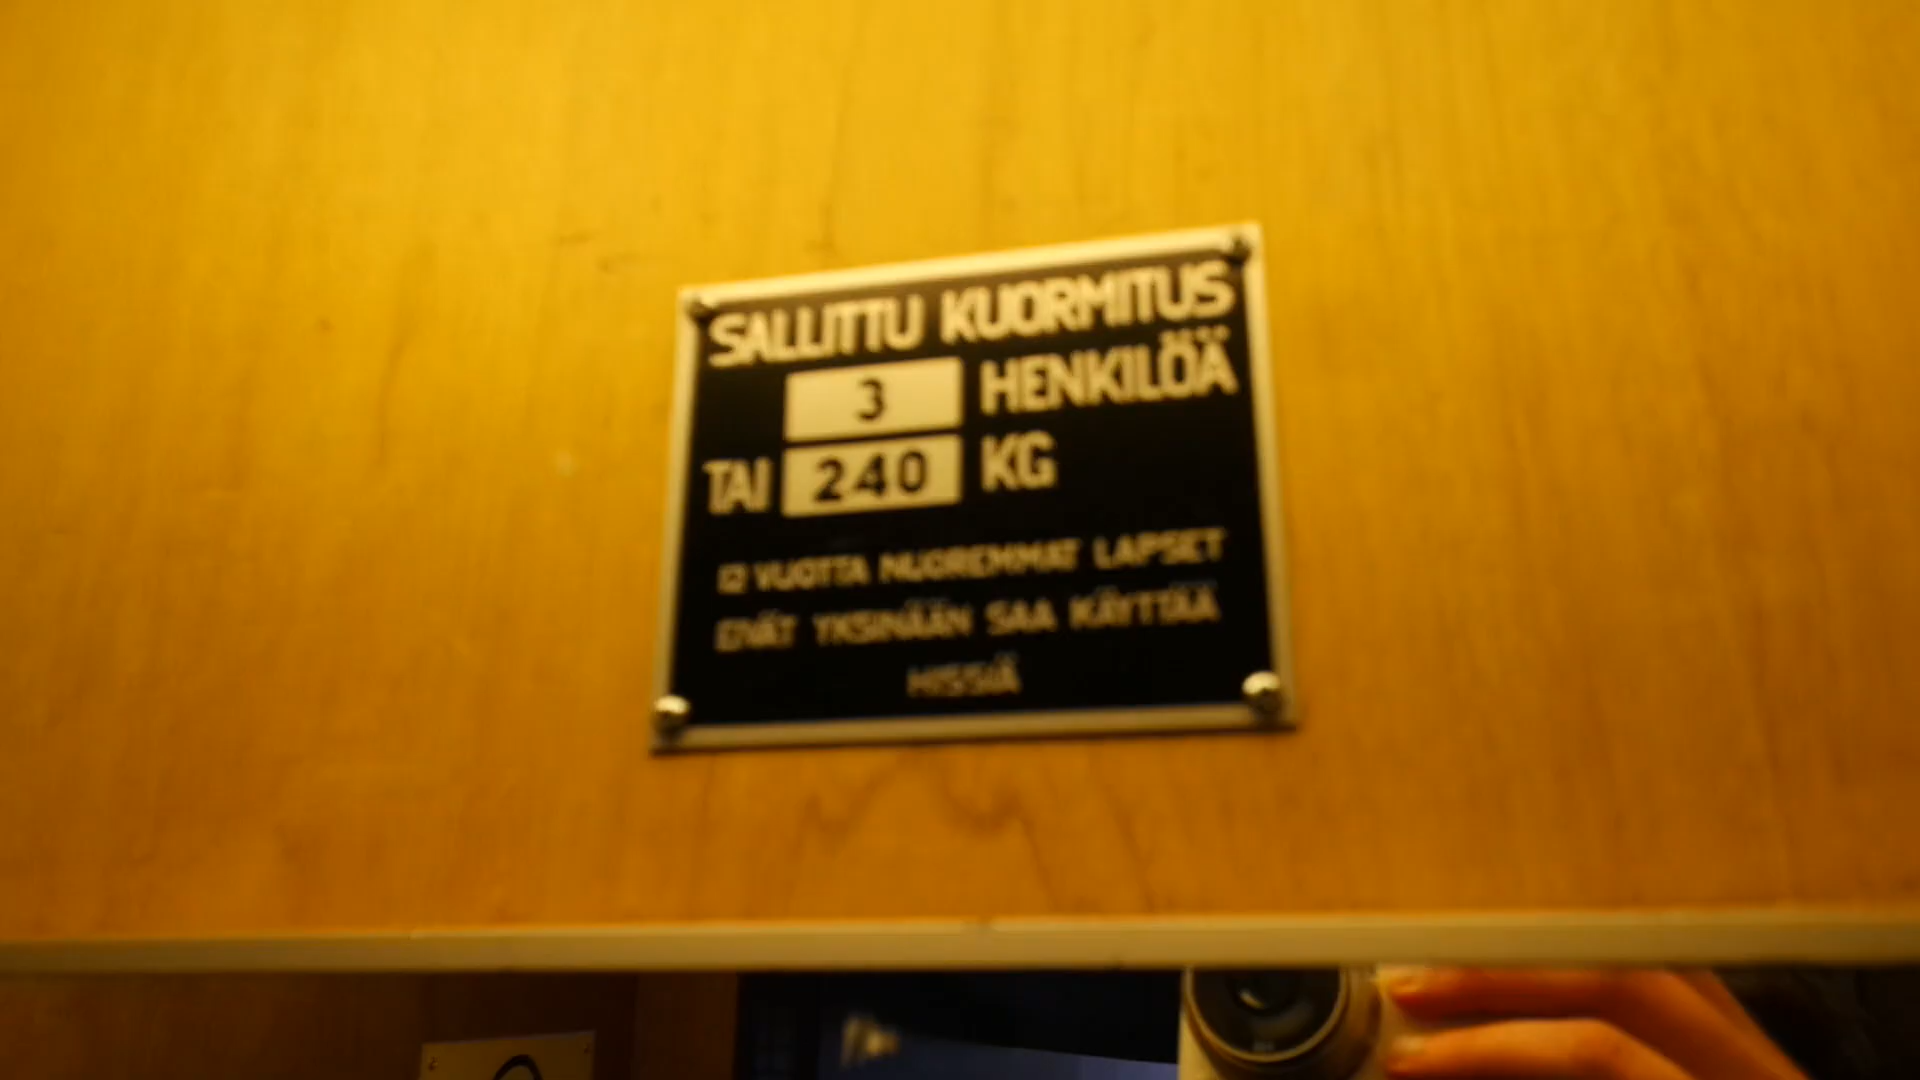 SALLITTU KUORMITUS
3 HENKILÖÄ
TAI 240 KG
12 VUOTTA NUOREMMAT LAPSET
EIVÄT YKSINÄÄN SAA KÄYTTÄÄ
HISSIÄ